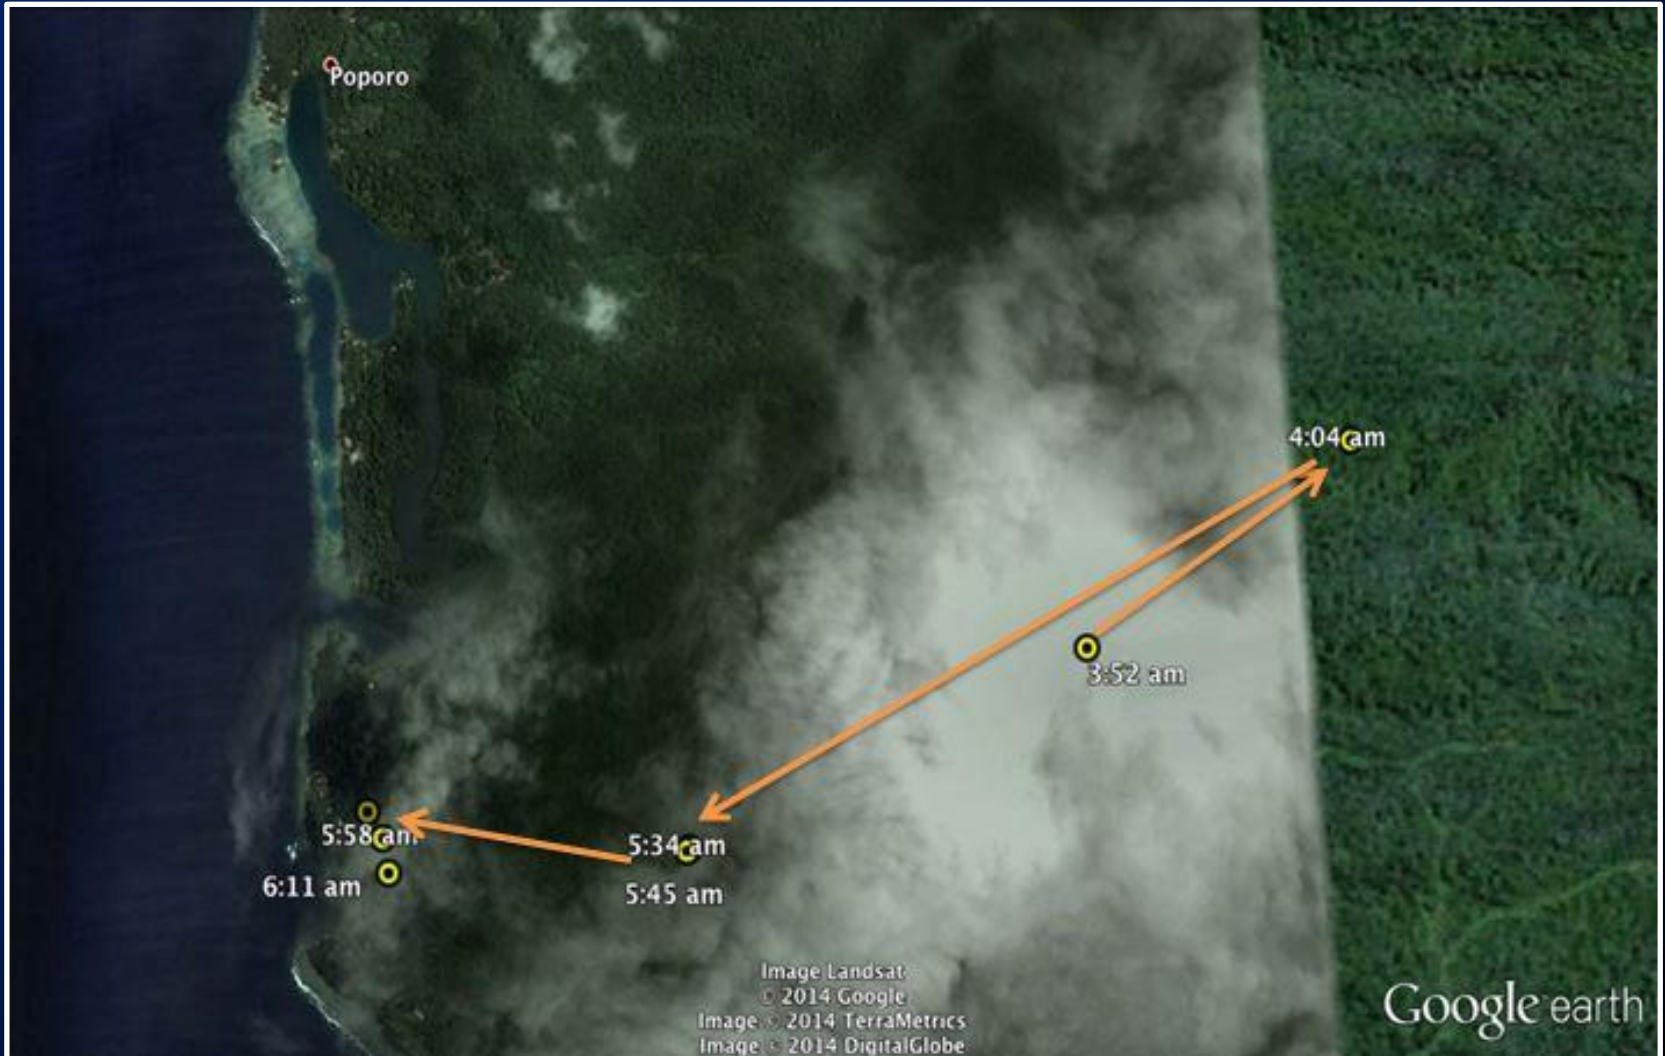 Poporo
4:04 am
3:52 am
5:58 am
5:34 am
6:11 am
5:45 am
Image Landsat
© 2014 Google
Image © 2014 TerraMetrics
Image © 2014 DigitalGlobe
Google earth